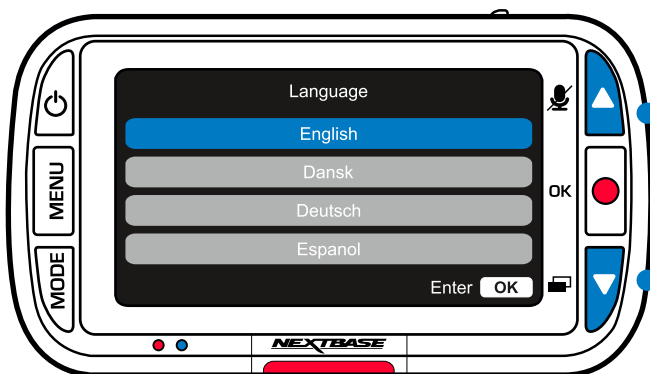 Language
English
Dansk
Deutsch
Espanol
Enter OK
MENU
MODE
OK
NEXTBASE